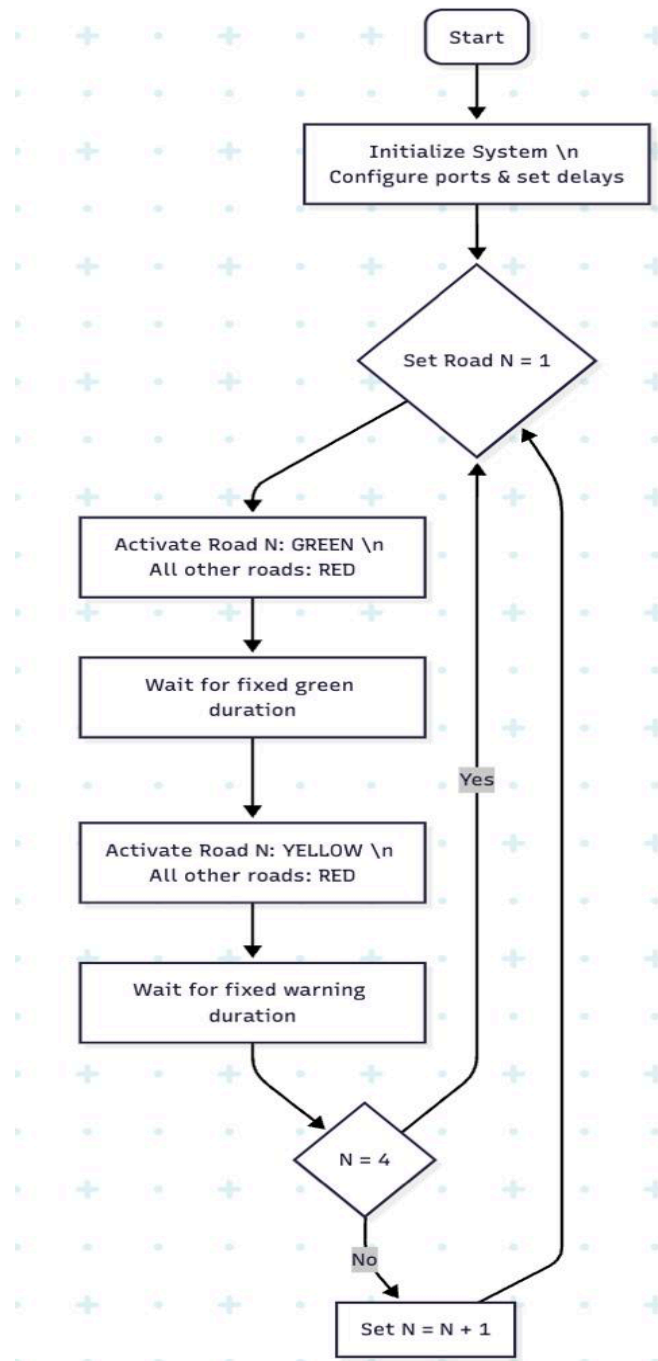 Start
Initialize System \n
Configure ports & set delays
Set Road N = 1
Activate Road N: GREEN \n
All other roads: RED
Wait for fixed green
duration
Activate Road N: YELLOW \n
All other roads: RED
Wait for fixed warning
duration
Yes
N = 4
No
Set N = N + 1